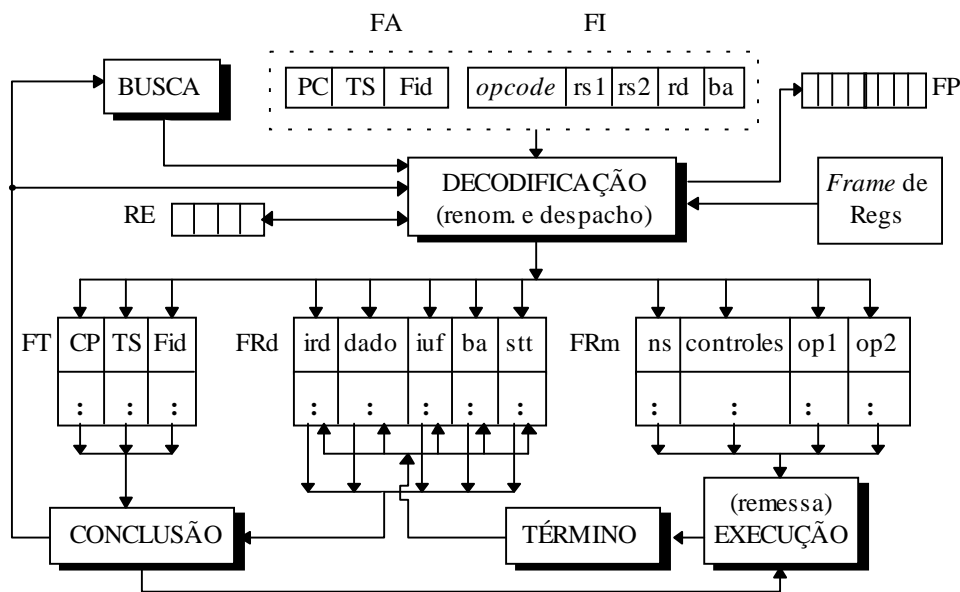 FA FI
BUSCA
PC TS Fid
opcode rs1 rs2 rd ba
FP
DECODIFICAÇÃO
(renom. e despacho)
Frame de
Regs
RE
FT CP TS Fid
: : :
FRd ird dado iuf ba stt
: : : : :
FRm ns controles op1 op2
: : : :
CONCLUSÃO
TÉRMINO
(remessa)
EXECUÇÃO